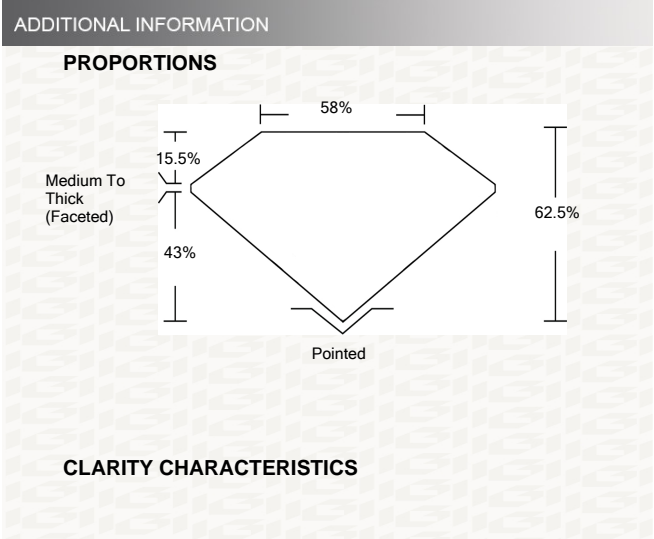 ADDITIONAL INFORMATION
PROPORTIONS
58%
15.5%
Medium To
Thick
(Faceted)
62.5%
43%
Pointed
CLARITY CHARACTERISTICS